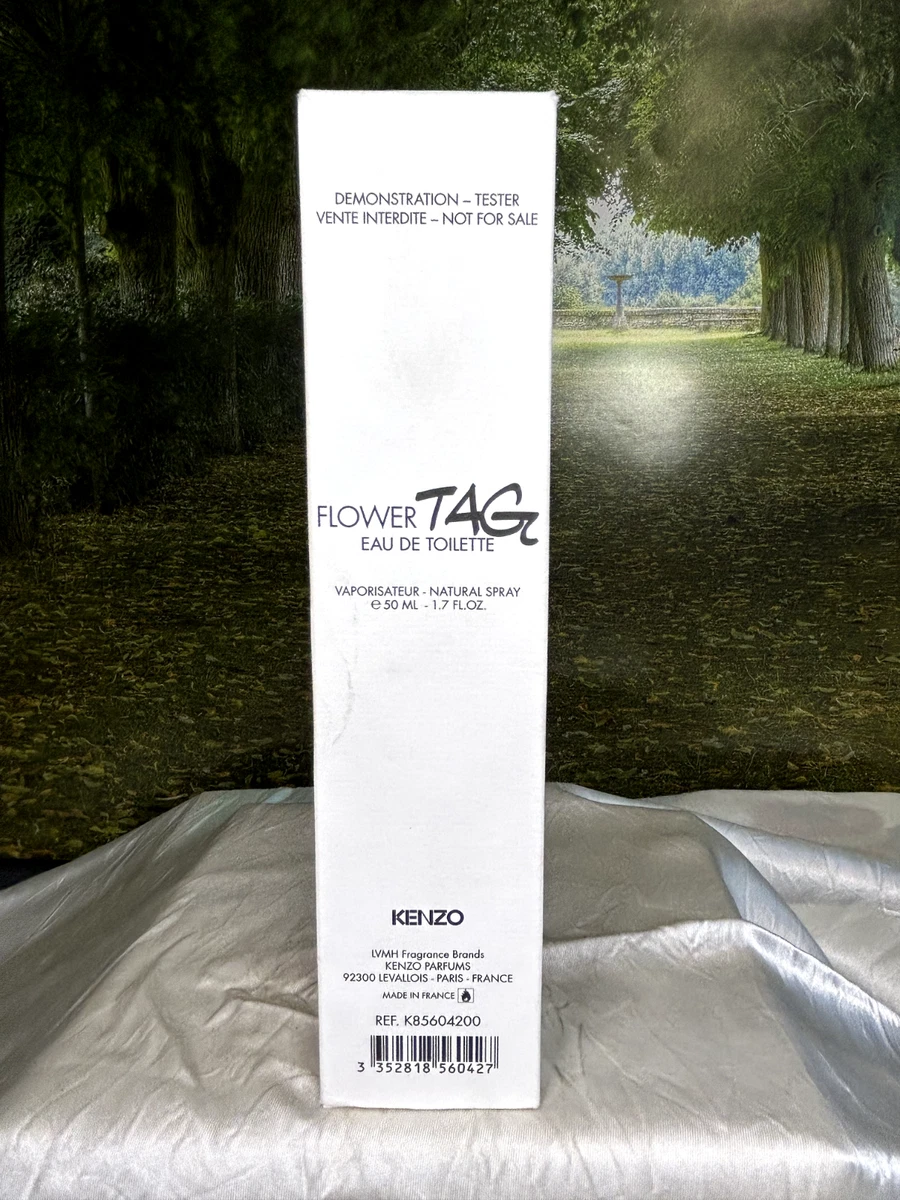 DEMONSTRATION – TESTER
VENTE INTERDITE – NOT FOR SALE
FLOWER TAG
EAU DE TOILETTE
VAPORISATEUR - NATURAL SPRAY
℮ 50 ML - 1.7 FL.OZ.
KENZO
LVMH Fragrance Brands
KENZO PARFUMS
92300 LEVALLOIS - PARIS - FRANCE
MADE IN FRANCE
REF. K85604200
3 352818 560427